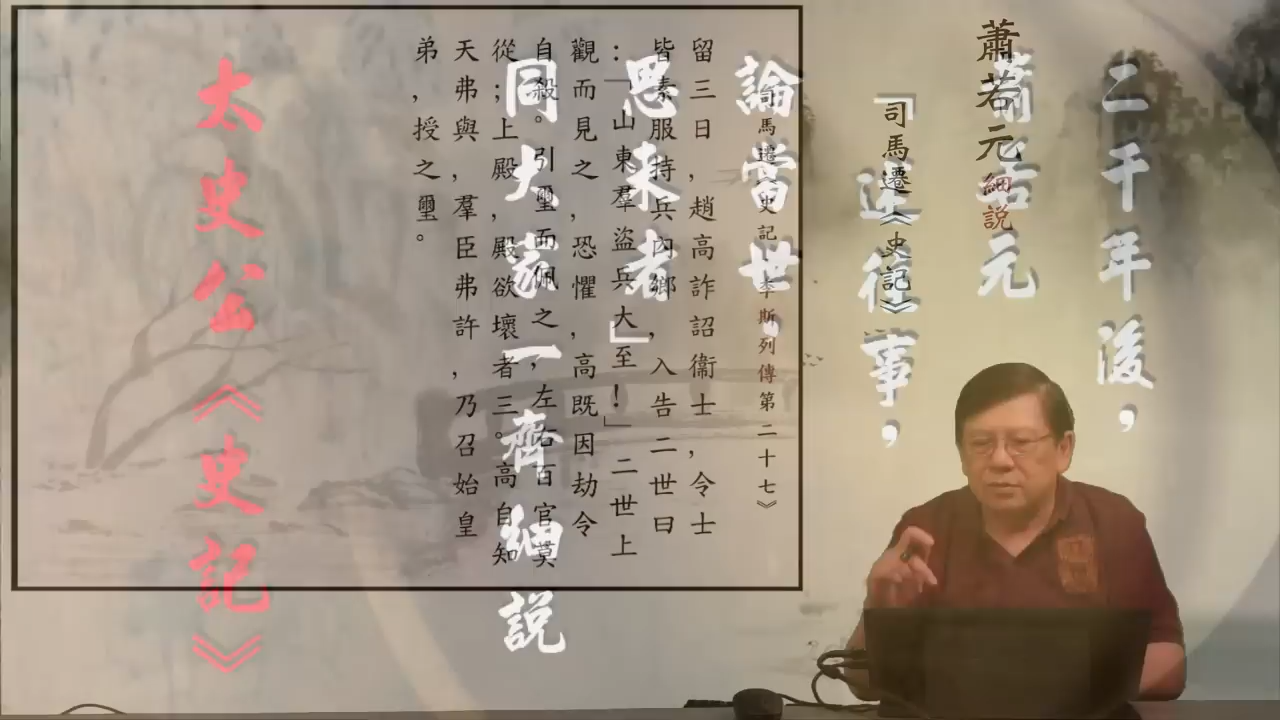 二千年後，
蕭若元
「述往事，
論當世，
思來者」
同大家一齊細說
太史公《史記》
蕭若元細說
司馬遷《史記》
司馬遷《史記・李斯列傳第二十七》
留三日，趙高詐詔衞士，令士
皆素服持兵內鄉，入告二世曰
：「山東羣盜兵大至！」二世上
觀而見之，恐懼，高既因劫令
自殺。引璽而佩之，左右百官莫
從；上殿，殿欲壞者三。高自知
天弗與，羣臣弗許，乃召始皇
弟，授之璽。